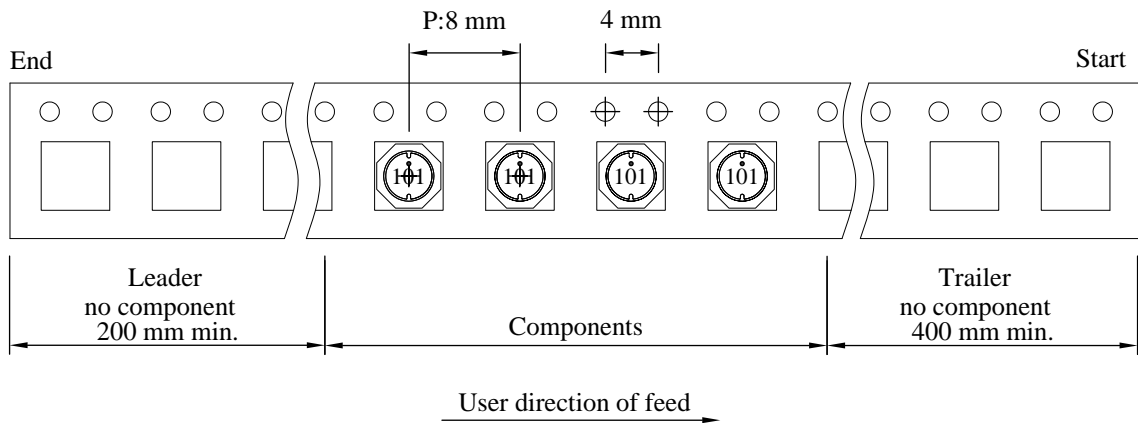 P:8 mm
4 mm
End
Start
101
101
101
101
Leader
no component
200 mm min.
Components
Trailer
no component
400 mm min.
User direction of feed